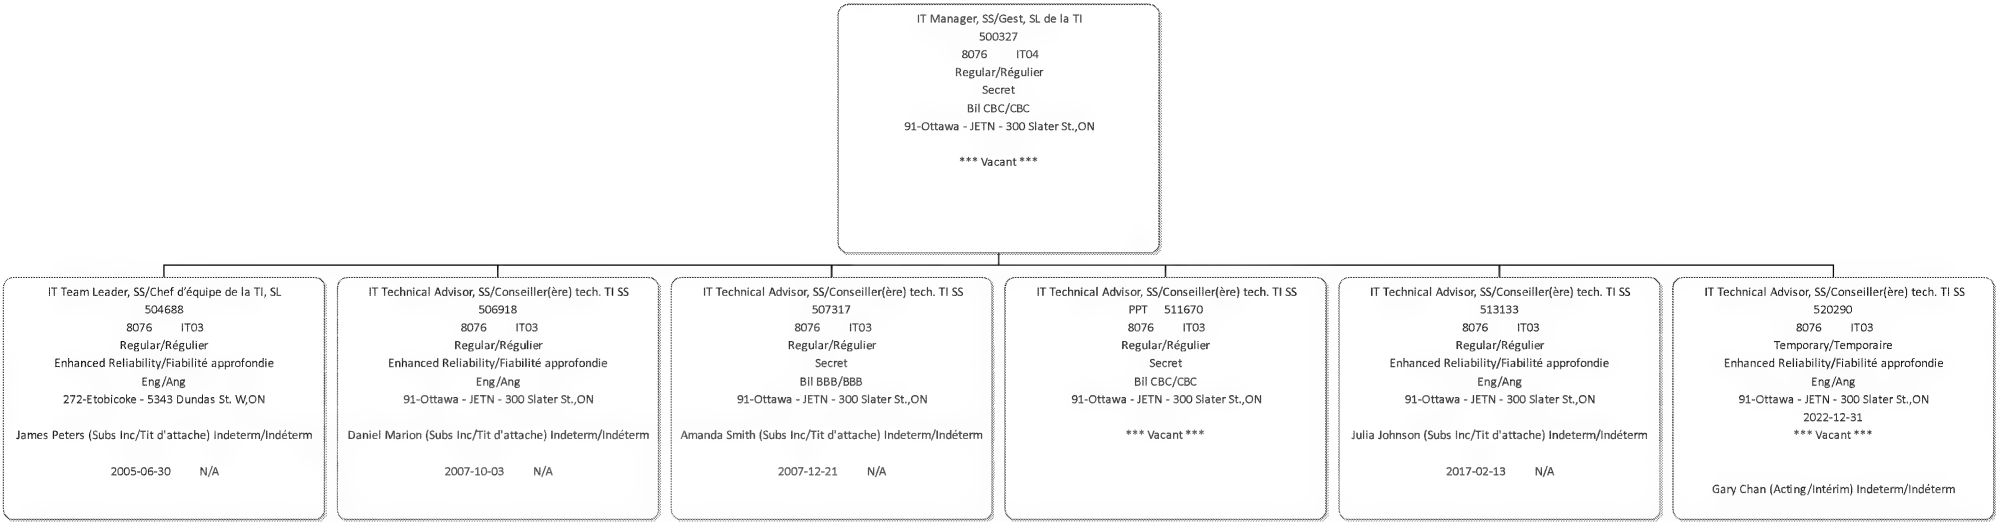 IT Manager, SS/Gest, SL de la TI
500327
8076 IT04
Regular/Régulier
Secret
Bil CBC/CBC
91-Ottawa - JETN - 300 Slater St.,ON
*** Vacant ***
IT Team Leader, SS/Chef d'équipe de la TI, SL
504688
8076 IT03
Regular/Régulier
Enhanced Reliability/Fiabilité approfondie
Eng/Ang
272-Etobicoke - 5343 Dundas St. W,ON
James Peters (Subs Inc/Tit d'attache) Indeterm/Indéterm
2005-06-30 N/A
IT Technical Advisor, SS/Conseiller(ère) tech. TI SS
506918
8076 IT03
Regular/Régulier
Enhanced Reliability/Fiabilité approfondie
Eng/Ang
91-Ottawa - JETN - 300 Slater St.,ON
Daniel Marion (Subs Inc/Tit d'attache) Indeterm/Indéterm
2007-10-03 N/A
IT Technical Advisor, SS/Conseiller(ère) tech. TI SS
507317
8076 IT03
Regular/Régulier
Secret
Bil BBB/BBB
91-Ottawa - JETN - 300 Slater St.,ON
Amanda Smith (Subs Inc/Tit d'attache) Indeterm/Indéterm
2007-12-21 N/A
IT Technical Advisor, SS/Conseiller(ère) tech. TI SS
PPT 511670
8076 IT03
Regular/Régulier
Secret
Bil CBC/CBC
91-Ottawa - JETN - 300 Slater St.,ON
*** Vacant ***
IT Technical Advisor, SS/Conseiller(ère) tech. TI SS
513133
8076 IT03
Regular/Régulier
Enhanced Reliability/Fiabilité approfondie
Eng/Ang
91-Ottawa - JETN - 300 Slater St.,ON
Julia Johnson (Subs Inc/Tit d'attache) Indeterm/Indéterm
2017-02-13 N/A
IT Technical Advisor, SS/Conseiller(ère) tech. TI SS
520290
8076 IT03
Temporary/Temporaire
Enhanced Reliability/Fiabilité approfondie
Eng/Ang
91-Ottawa - JETN - 300 Slater St.,ON
2022-12-31
*** Vacant ***
Gary Chan (Acting/Intérim) Indeterm/Indéterm